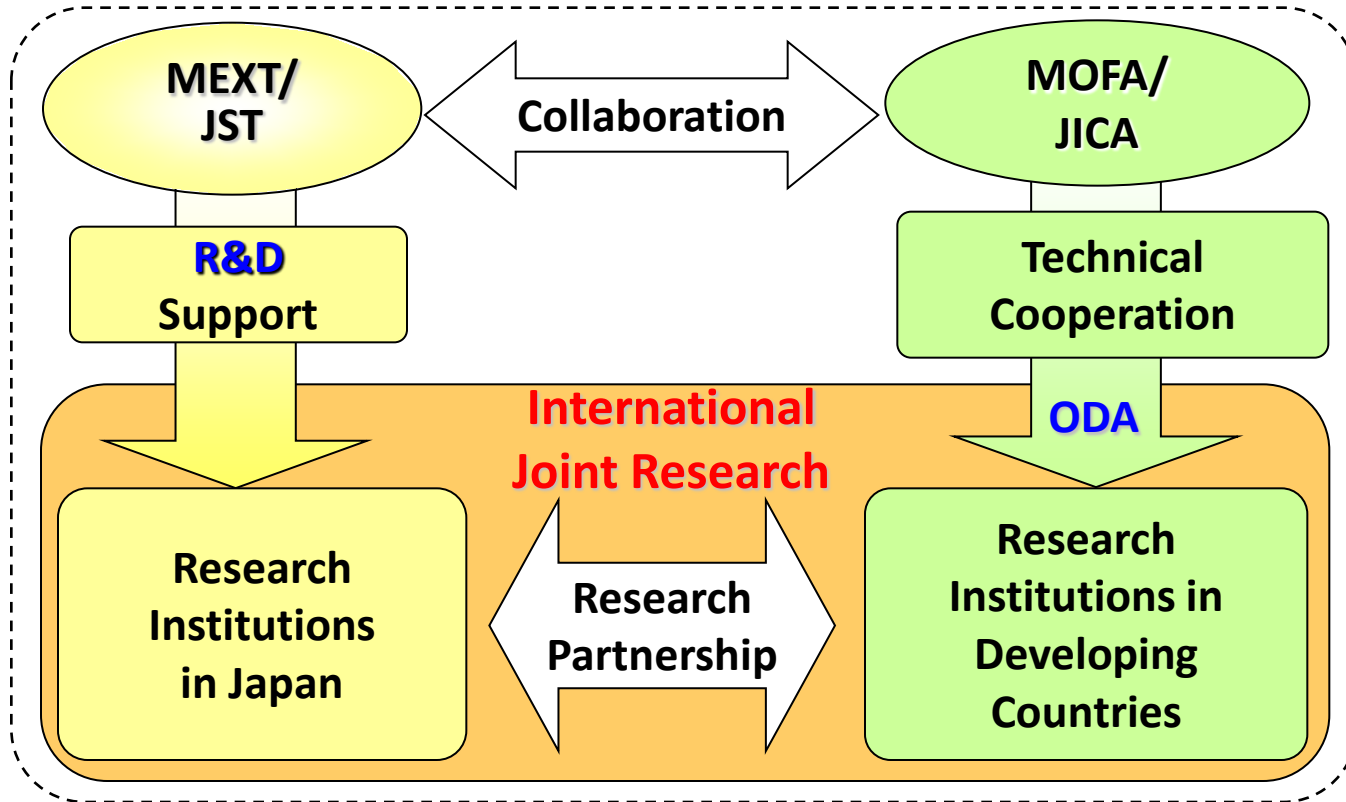 MEXT/
JST
Collaboration
MOFA/
JICA
R&D
Support
Technical
Cooperation
International
Joint Research
ODA
Research
Institutions
in Japan
Research
Partnership
Research
Institutions in
Developing
Countries